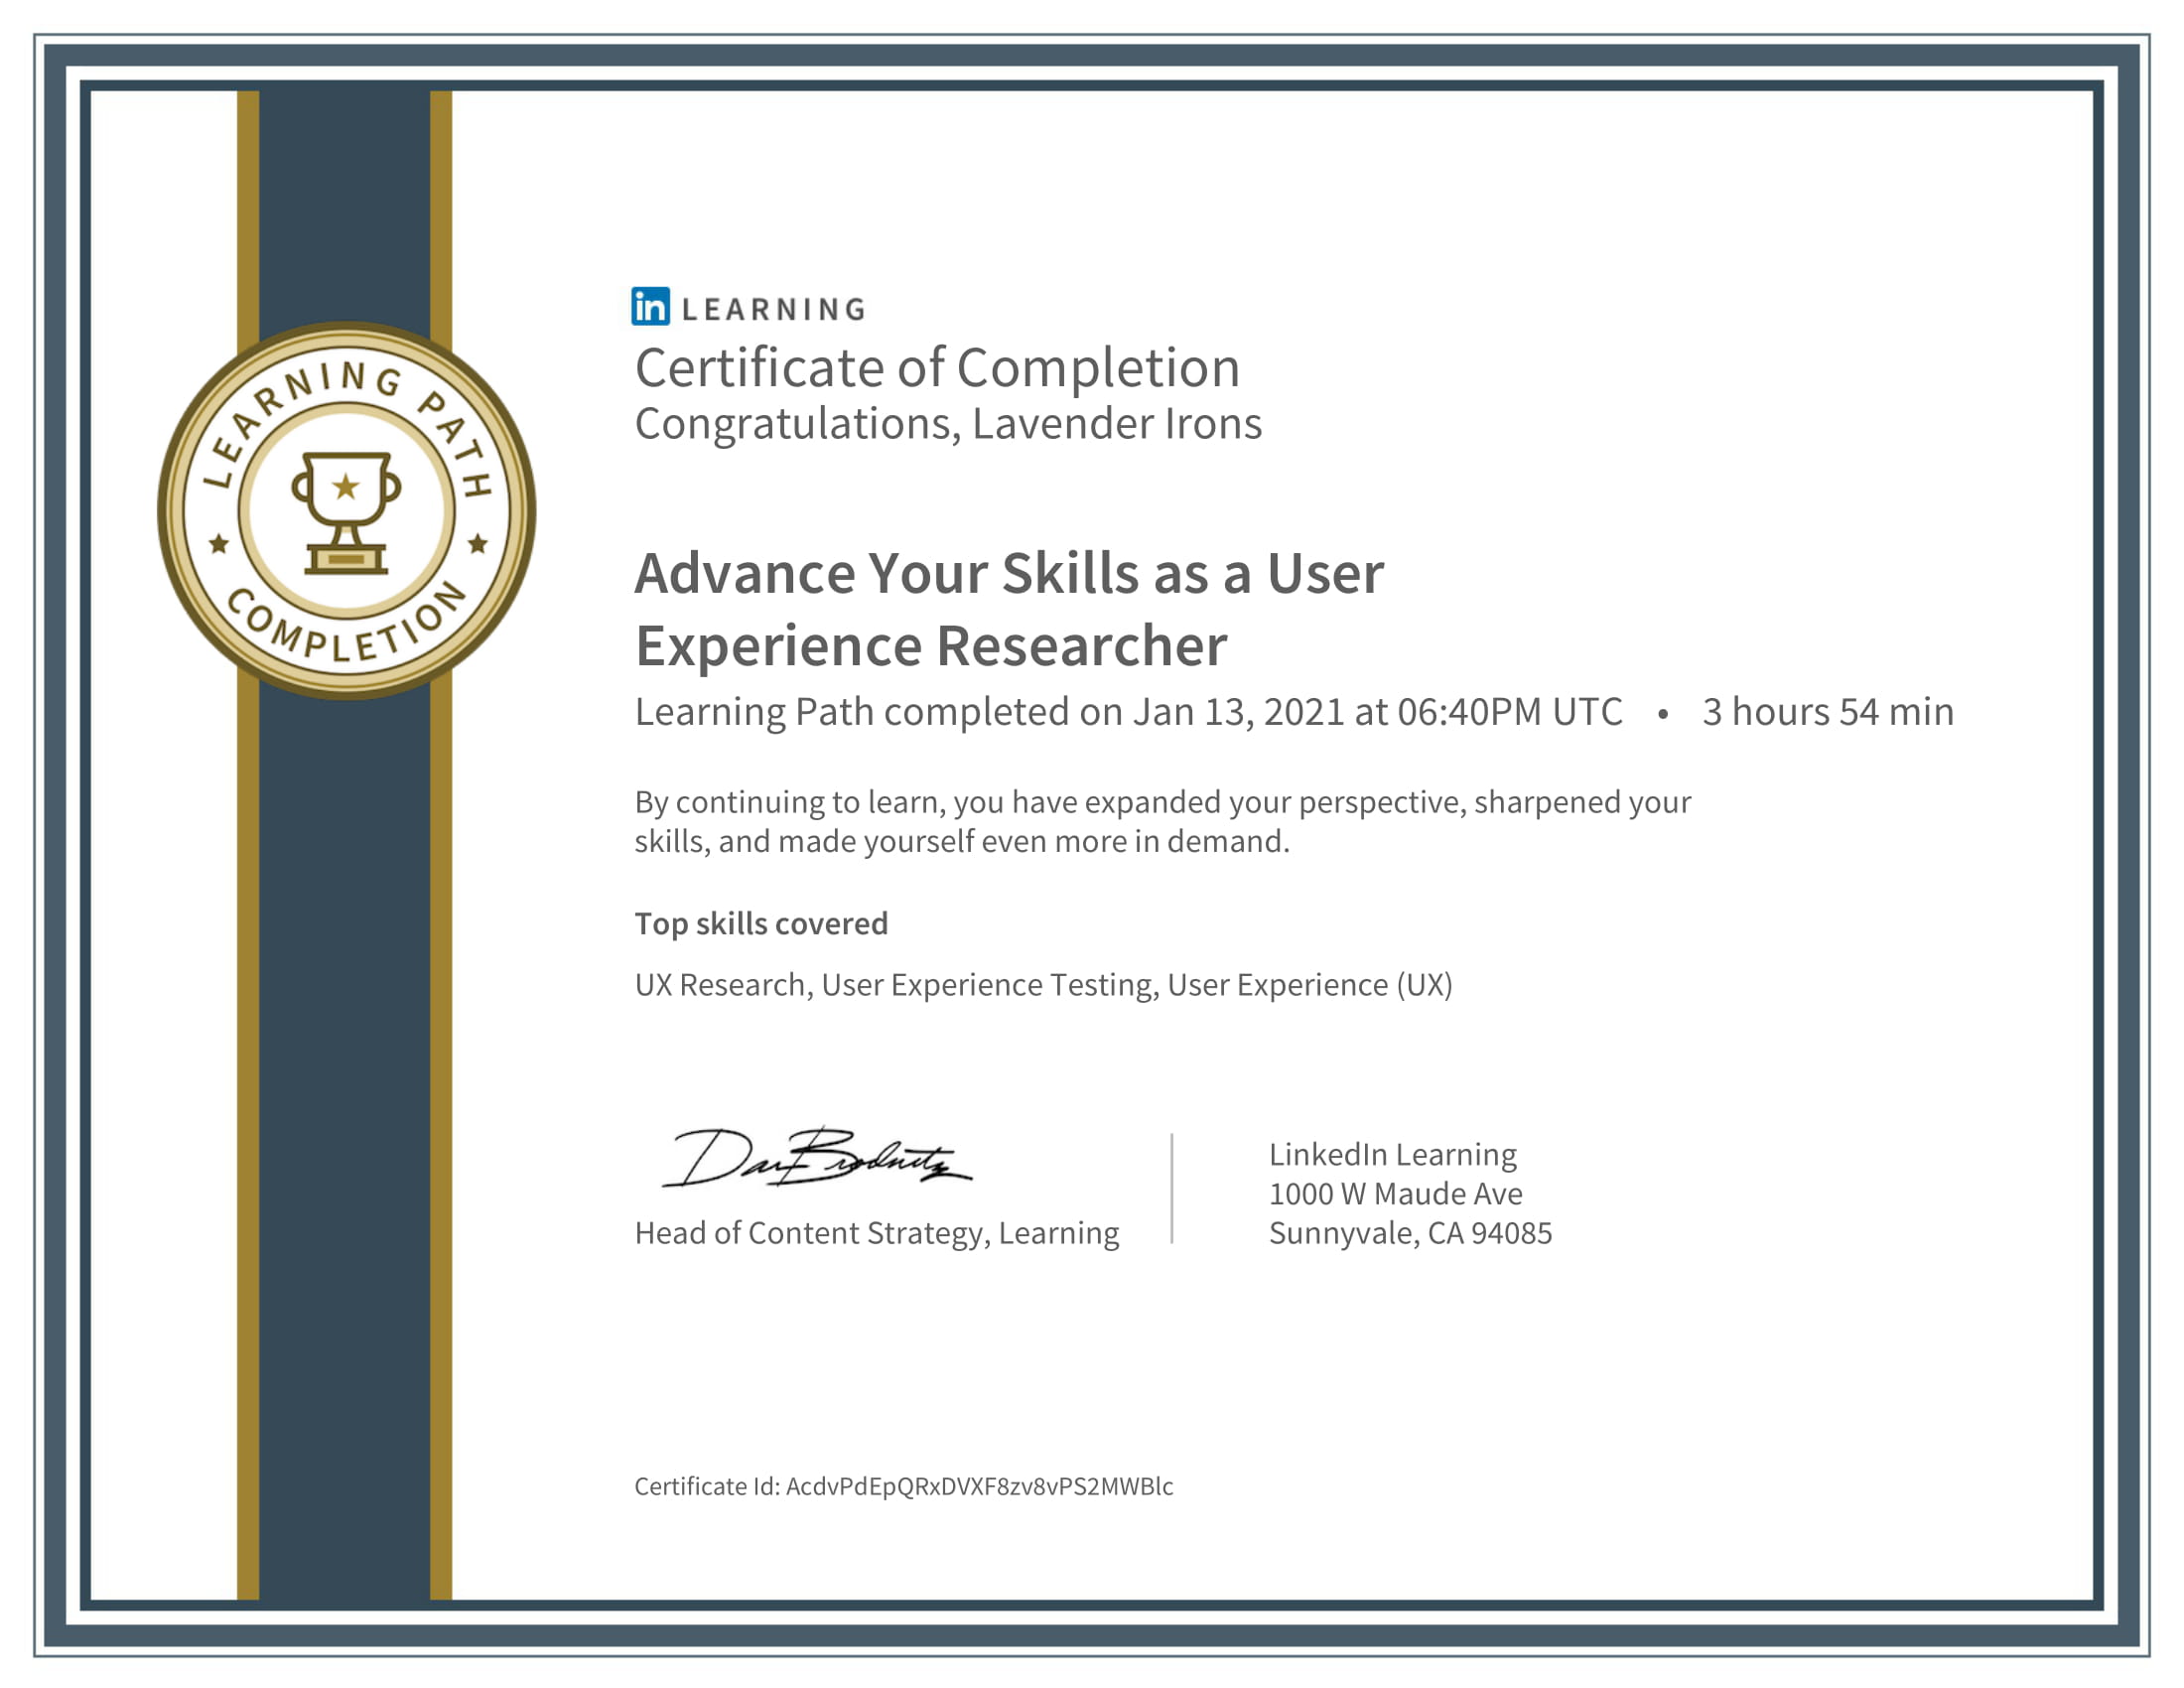 LEARNING PATH
COMPLETION
in LEARNING
Certificate of Completion
Congratulations, Lavender Irons
Advance Your Skills as a User
Experience Researcher
Learning Path completed on Jan 13, 2021 at 06:40PM UTC • 3 hours 54 min
By continuing to learn, you have expanded your perspective, sharpened your
skills, and made yourself even more in demand.
Top skills covered
UX Research, User Experience Testing, User Experience (UX)
Head of Content Strategy, Learning
LinkedIn Learning
1000 W Maude Ave
Sunnyvale, CA 94085
Certificate Id: AcdvPdEpQRxDVXF8zv8vPS2MWBlc